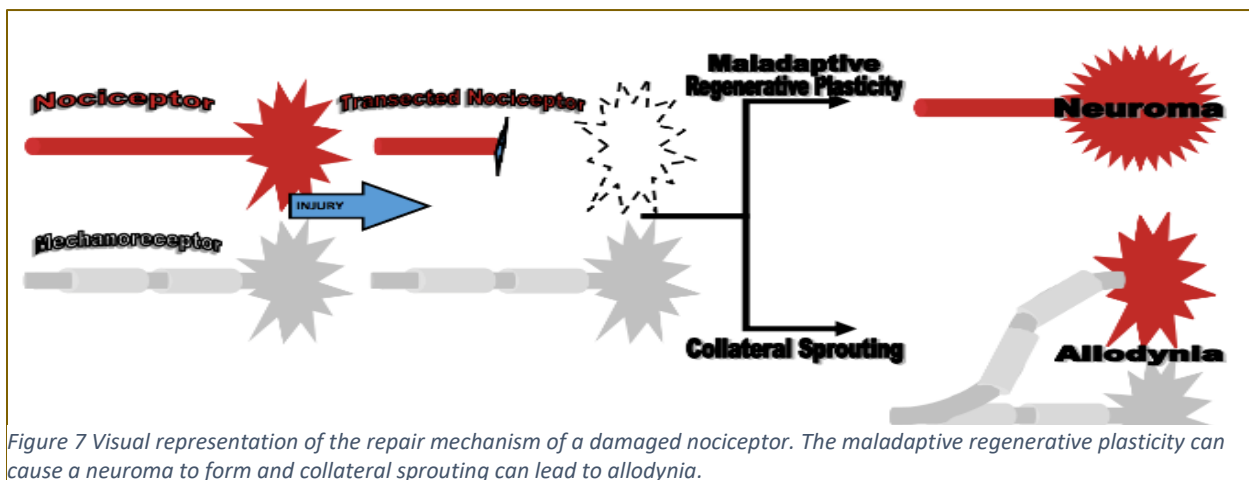 Maladaptive
Regenerative Plasticity
Nociceptor
Transected Nociceptor
Neuroma
INJURY
Mechanoreceptor
Collateral Sprouting
Allodynia
Figure 7 Visual representation of the repair mechanism of a damaged nociceptor. The maladaptive regenerative plasticity can
cause a neuroma to form and collateral sprouting can lead to allodynia.